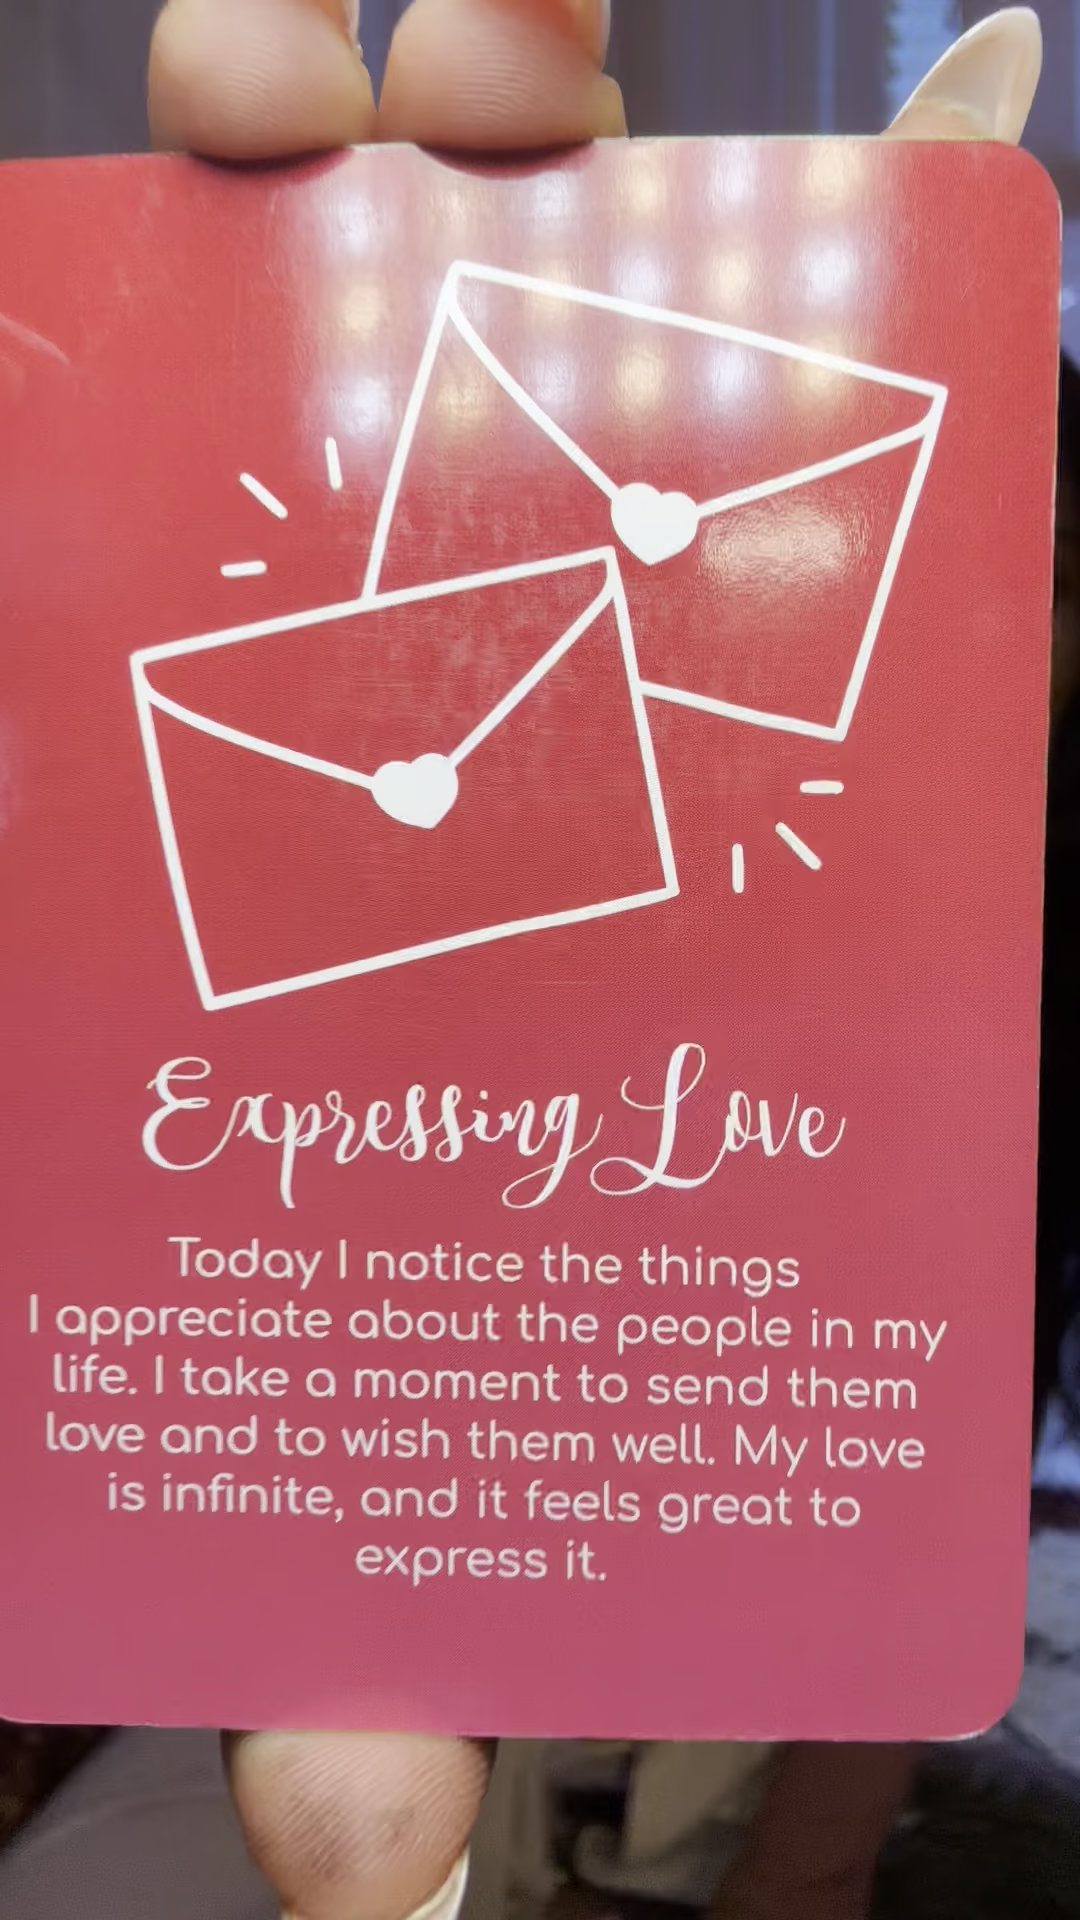 Expressing Love
Today I notice the things
I appreciate about the people in my
life. I take a moment to send them
love and to wish them well. My love
is infinite, and it feels great to
express it.